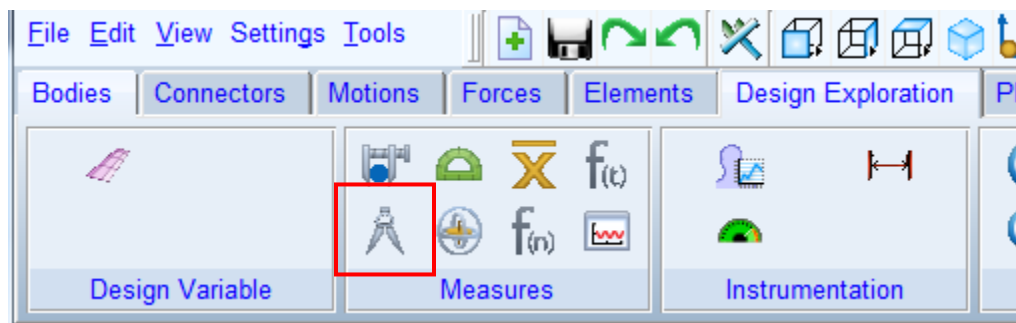 File Edit View Settings Tools
Bodies Connectors Motions Forces Elements Design Exploration
f(t)
f(n)
Design Variable Measures Instrumentation